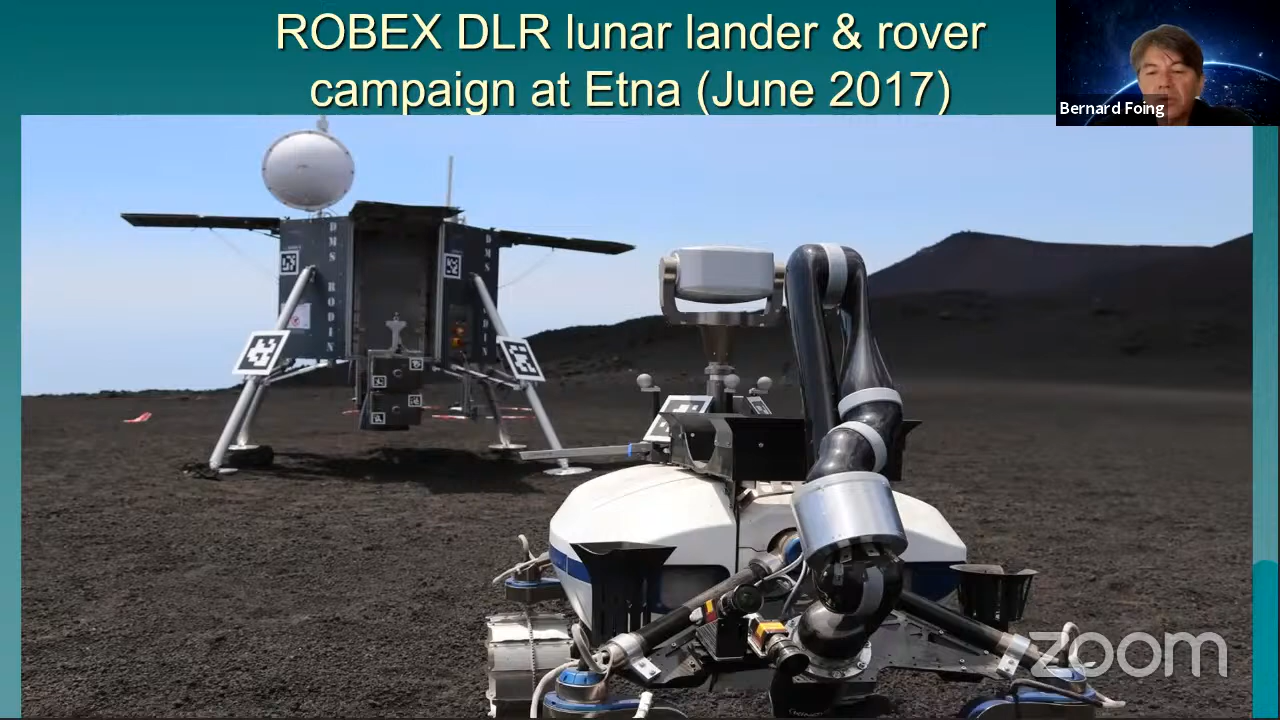 ROBEX DLR lunar lander & rover
campaign at Etna (June 2017)
Bernard Foing
DMS RODIN
DMS RODIN
zoom